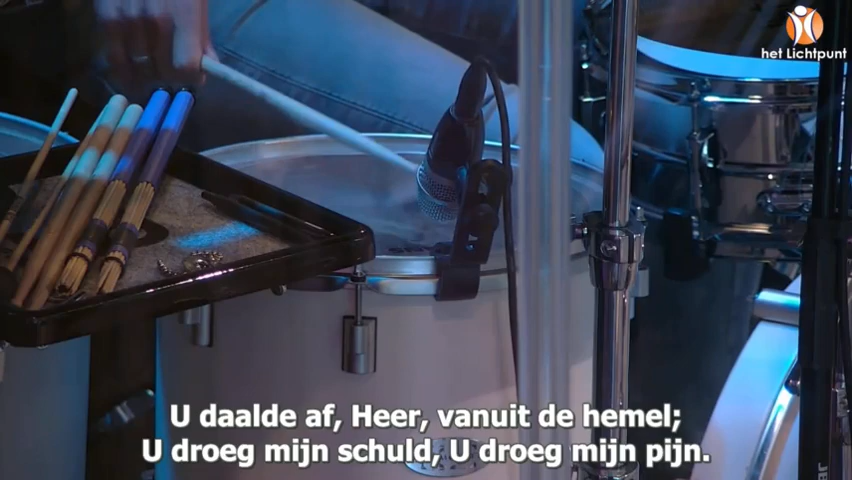 het Lichtpunt
U daalde af, Heer, vanuit de hemel;
U droeg mijn schuld, U droeg mijn pijn.